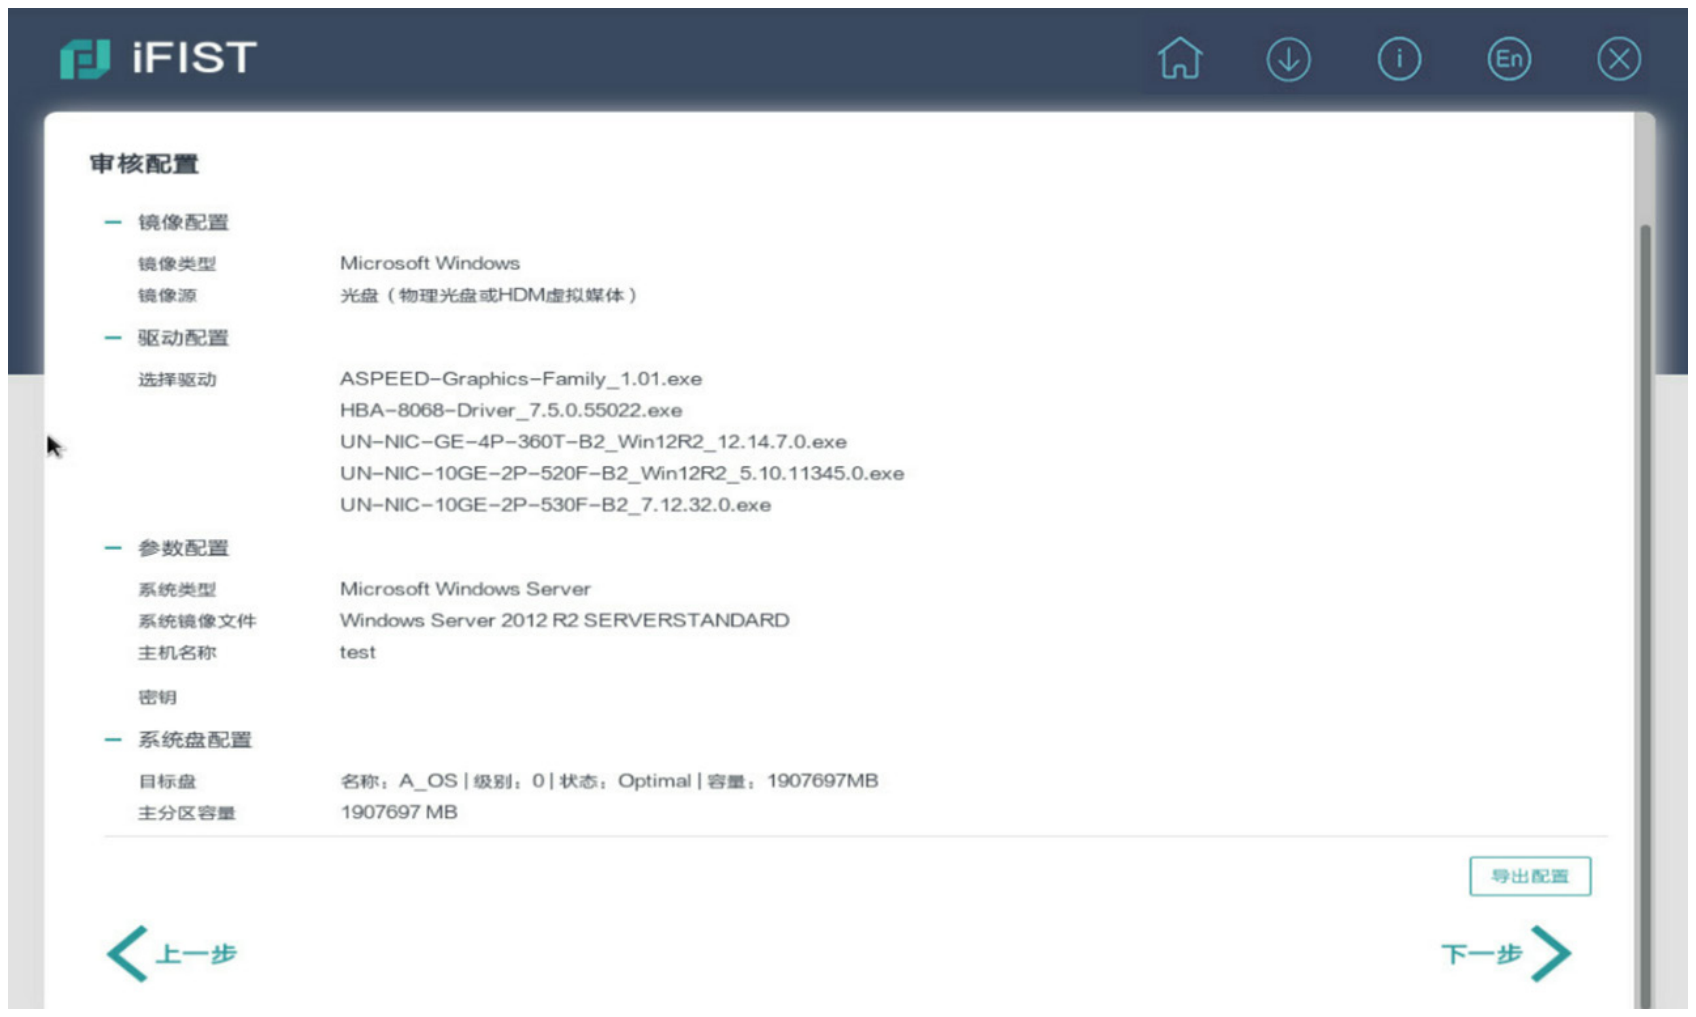 iFIST
i
En
审核配置
镜像配置
镜像类型 Microsoft Windows
镜像源 光盘（物理光盘或HDM虚拟媒体）
驱动配置
选择驱动 ASPEED-Graphics-Family_1.01.exe
HBA-8068-Driver_7.5.0.55022.exe
UN-NIC-GE-4P-360T-B2_Win12R2_12.14.7.0.exe
UN-NIC-10GE-2P-520F-B2_Win12R2_5.10.11345.0.exe
UN-NIC-10GE-2P-530F-B2_7.12.32.0.exe
参数配置
系统类型 Microsoft Windows Server
系统镜像文件 Windows Server 2012 R2 SERVERSTANDARD
主机名称 test
密钥
系统盘配置
目标盘 名称：A_OS | 级别：0 | 状态：Optimal | 容量：1907697MB
主分区容量 1907697 MB
导出配置
上一步 下一步